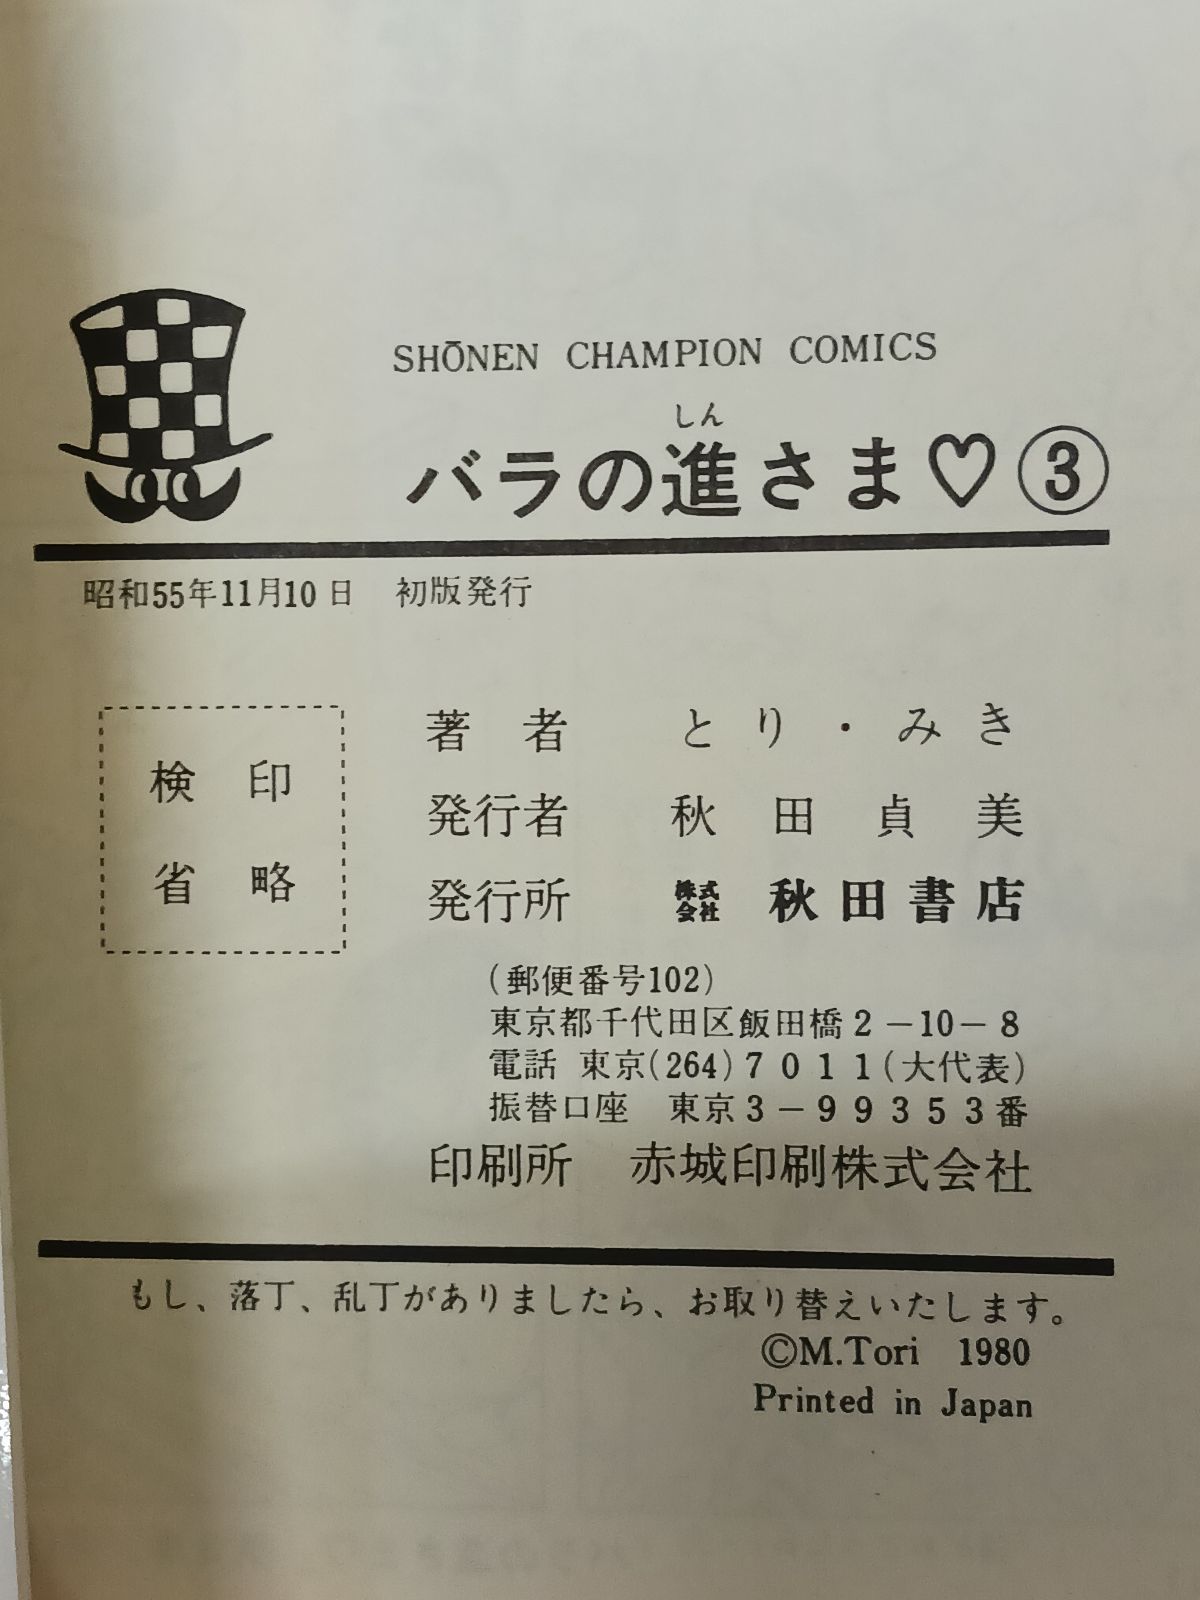 SHŌNEN CHAMPION COMICS
しん
バラの進さま♡③
昭和55年11月10日 初版発行
検印
省略
著者 とり・みき
発行者 秋田貞美
発行所 株式会社 秋田書店
(郵便番号102)
東京都千代田区飯田橋2-10-8
電話 東京(264)7011(大代表)
振替口座 東京3-99353番
印刷所 赤城印刷株式会社
もし、落丁、乱丁がありましたら、お取り替えいたします。
©M.Tori 1980
Printed in Japan